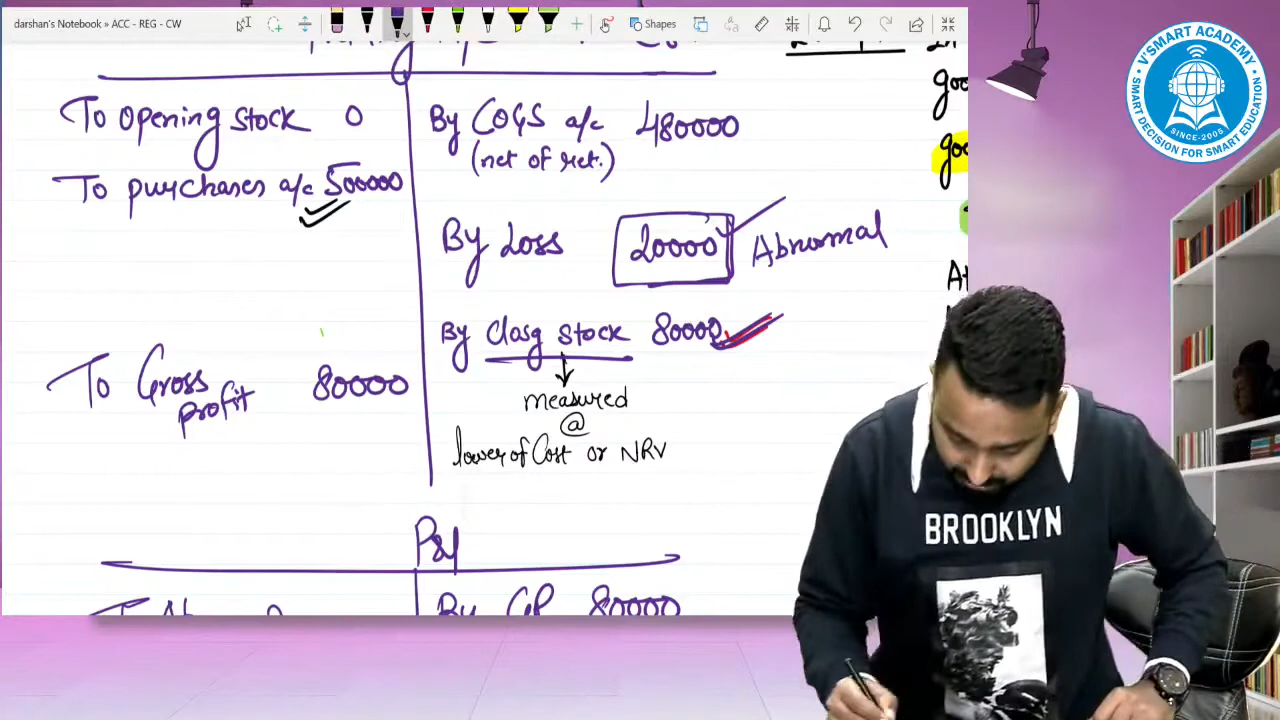 darshan's Notebook » ACC - REG - CW
Shapes
To opening stock 0
To purchases a/c 500000
To Gross profit 80000
By COGS a/c 480000
(net of ret.)
By Loss 20000 Abnormal
By Closg stock 80000
measured
@
lower of Cost or NRV
P&L
By GP 80000
V'SMART ACADEMY
SINCE-2005
SMART DECISION FOR SMART EDUCATION
BROOKLYN